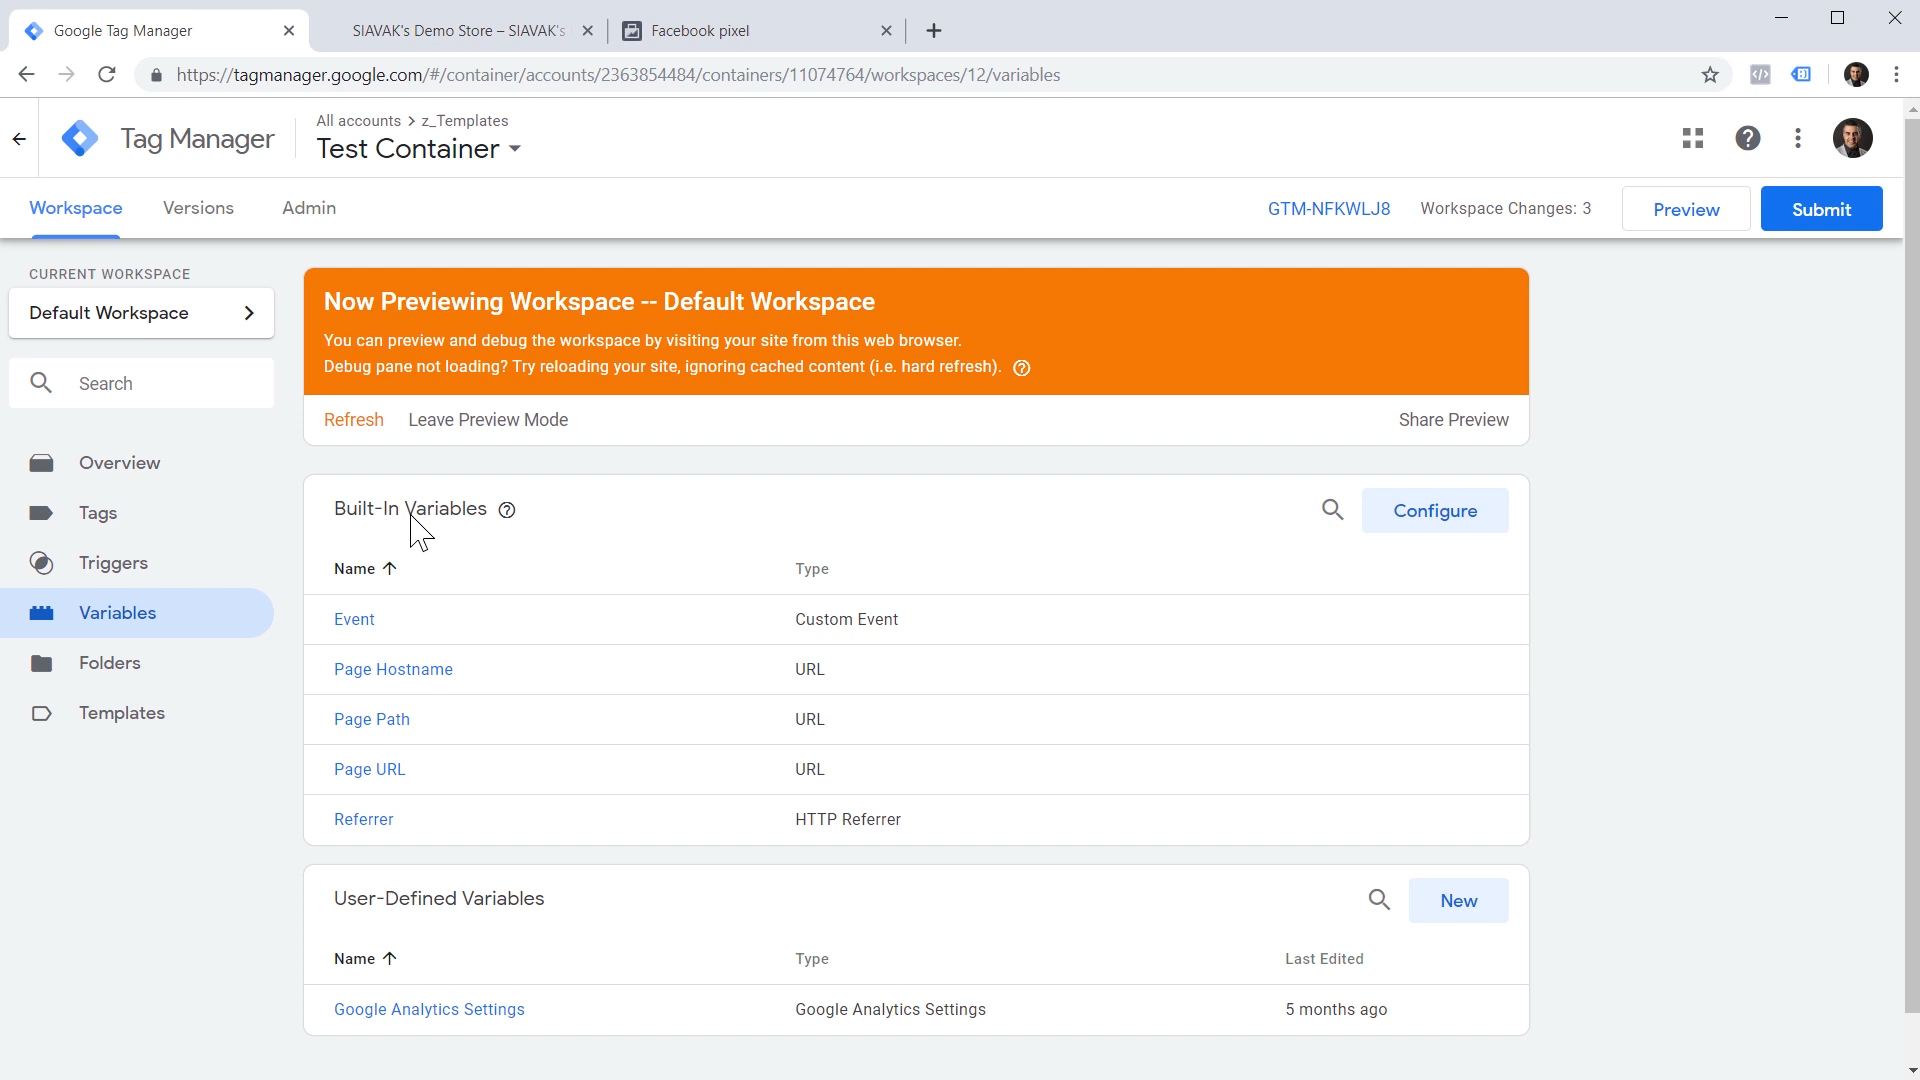 Google Tag Manager
SIAVAK's Demo Store – SIAVAK's
Facebook pixel
https://tagmanager.google.com/#/container/accounts/2363854484/containers/11074764/workspaces/12/variables
Tag Manager
All accounts > z_Templates
Test Container
Workspace
Versions
Admin
GTM-NFKWLJ8
Workspace Changes: 3
Preview
Submit
CURRENT WORKSPACE
Default Workspace
Search
Overview
Tags
Triggers
Variables
Folders
Templates
Now Previewing Workspace -- Default Workspace
You can preview and debug the workspace by visiting your site from this web browser.
Debug pane not loading? Try reloading your site, ignoring cached content (i.e. hard refresh).
Refresh
Leave Preview Mode
Share Preview
Built-In Variables
Configure
Name Type
Event Custom Event
Page Hostname URL
Page Path URL
Page URL URL
Referrer HTTP Referrer
User-Defined Variables
New
Name Type Last Edited
Google Analytics Settings Google Analytics Settings 5 months ago